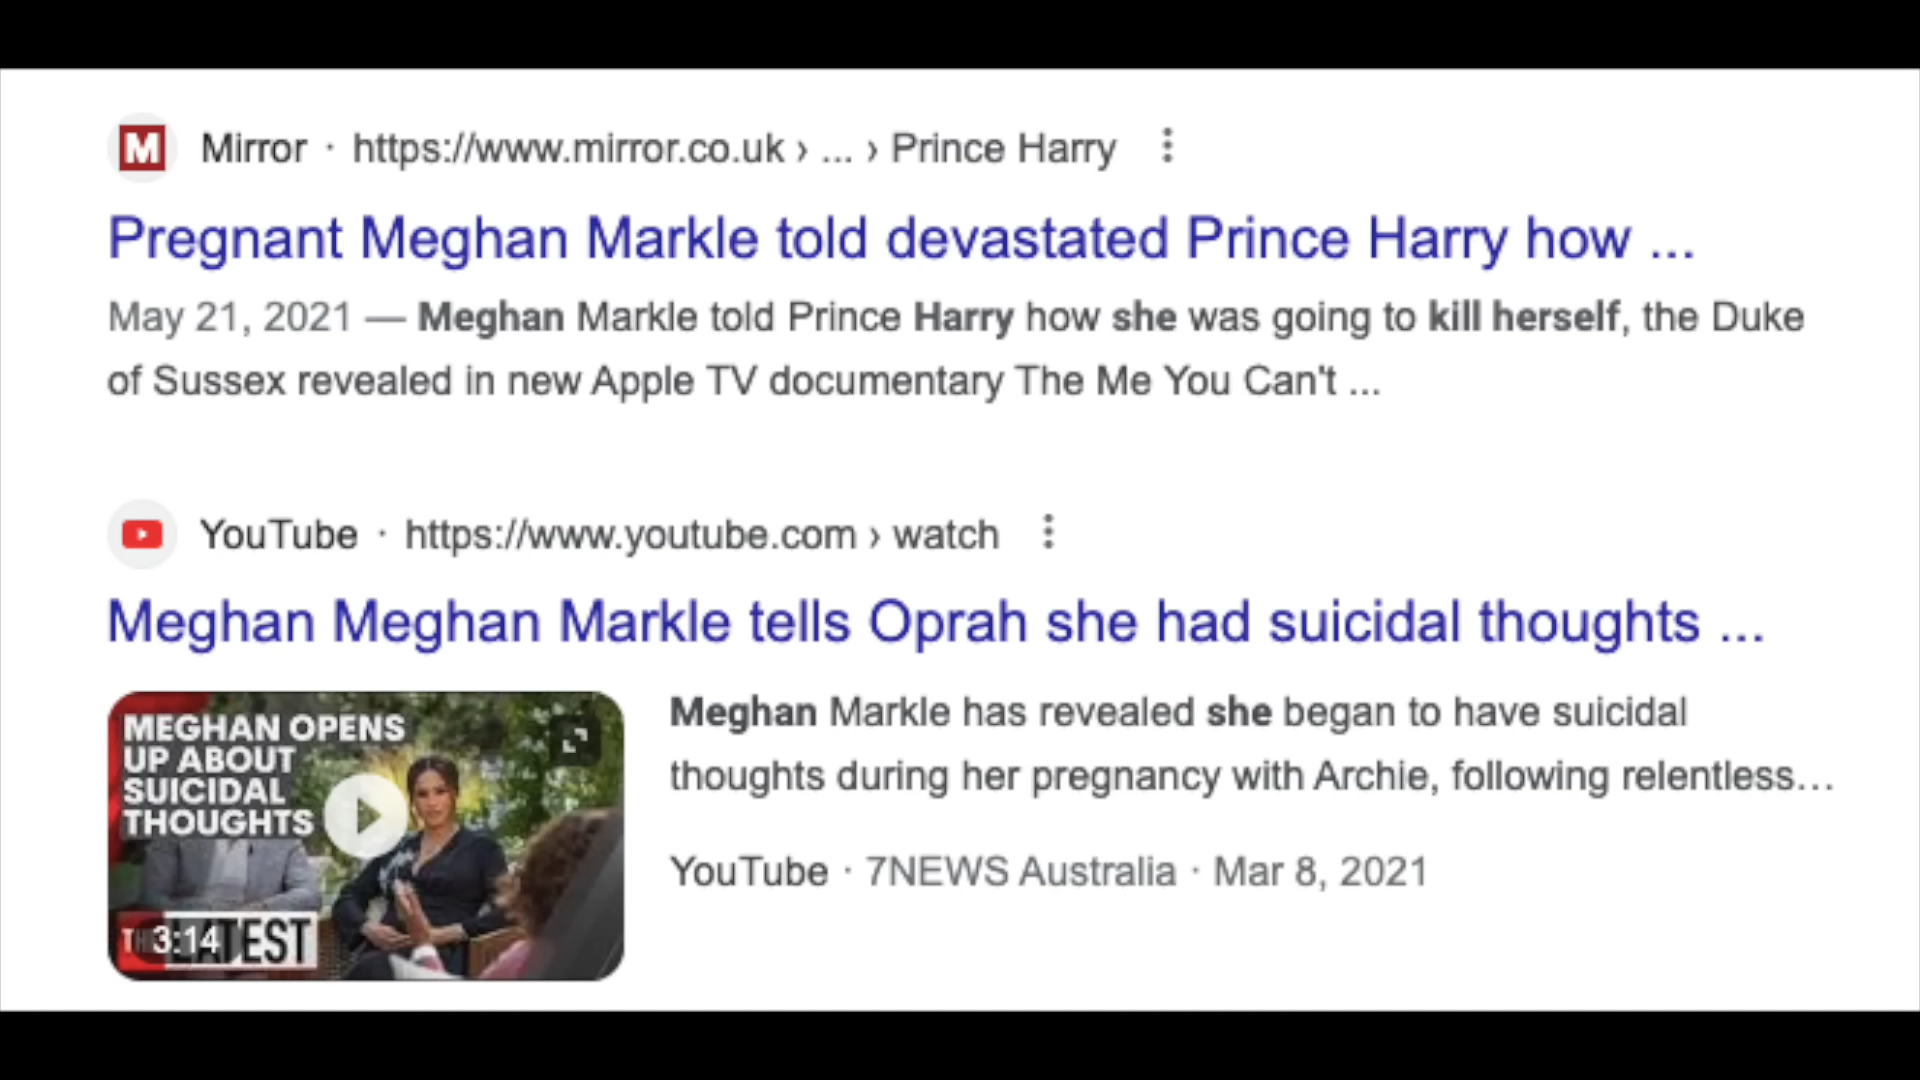 M
Mirror · https://www.mirror.co.uk › ... › Prince Harry
Pregnant Meghan Markle told devastated Prince Harry how ...
May 21, 2021 — Meghan Markle told Prince Harry how she was going to kill herself, the Duke
of Sussex revealed in new Apple TV documentary The Me You Can't ...
YouTube · https://www.youtube.com › watch
Meghan Meghan Markle tells Oprah she had suicidal thoughts ...
MEGHAN OPENS
UP ABOUT
SUICIDAL
THOUGHTS
3:14
LATEST
Meghan Markle has revealed she began to have suicidal
thoughts during her pregnancy with Archie, following relentless...
YouTube · 7NEWS Australia · Mar 8, 2021